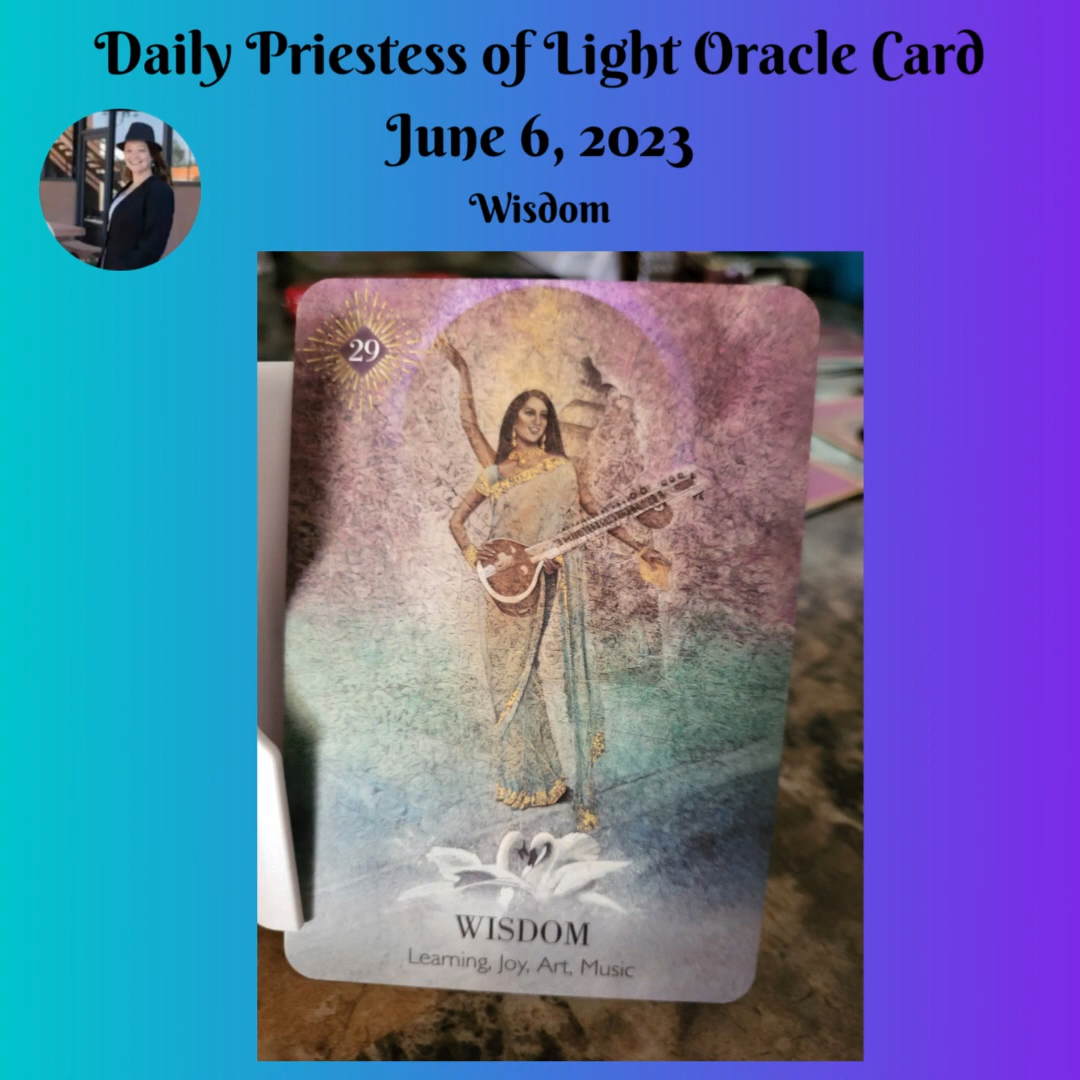 Daily Priestess of Light Oracle Card
June 6, 2023
Wisdom
29
WISDOM
Learning, Joy, Art, Music